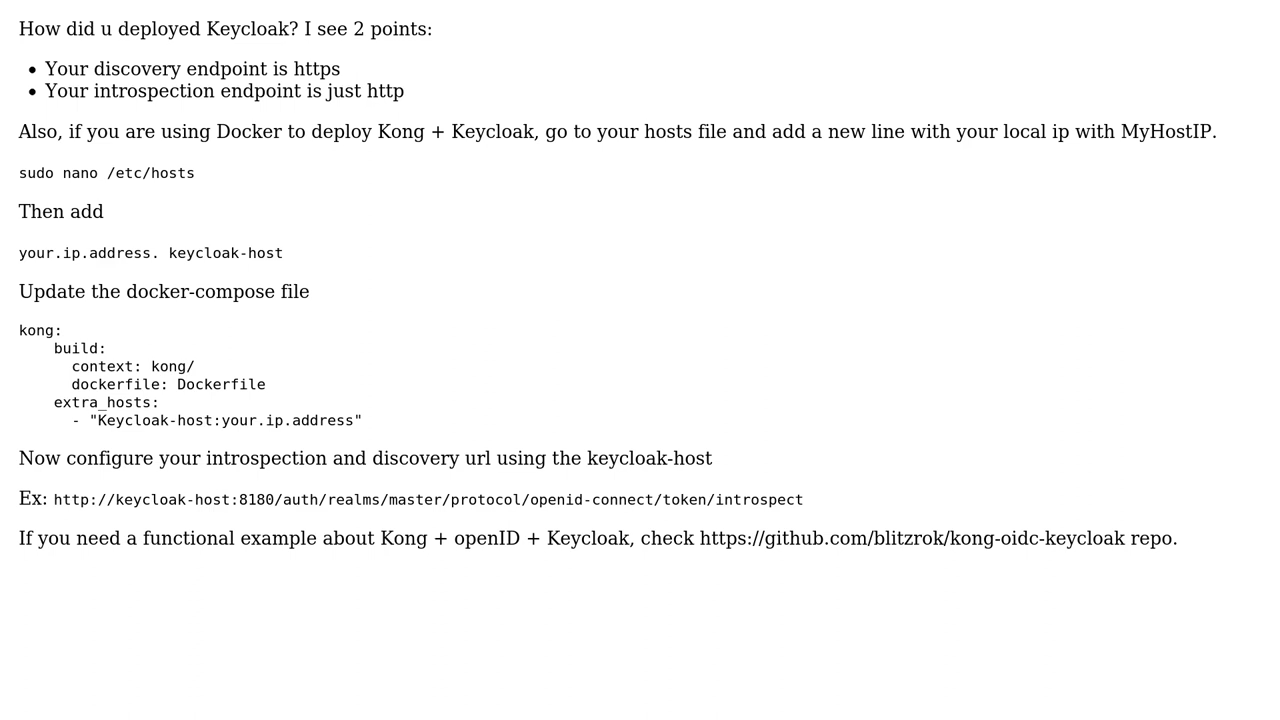 How did u deployed Keycloak? I see 2 points:
• Your discovery endpoint is https
• Your introspection endpoint is just http
Also, if you are using Docker to deploy Kong + Keycloak, go to your hosts file and add a new line with your local ip with MyHostIP.
sudo nano /etc/hosts
Then add
your.ip.address. keycloak-host
Update the docker-compose file
kong:
    build:
      context: kong/
      dockerfile: Dockerfile
    extra_hosts:
      - "Keycloak-host:your.ip.address"
Now configure your introspection and discovery url using the keycloak-host
Ex: http://keycloak-host:8180/auth/realms/master/protocol/openid-connect/token/introspect
If you need a functional example about Kong + openID + Keycloak, check https://github.com/blitzrok/kong-oidc-keycloak repo.